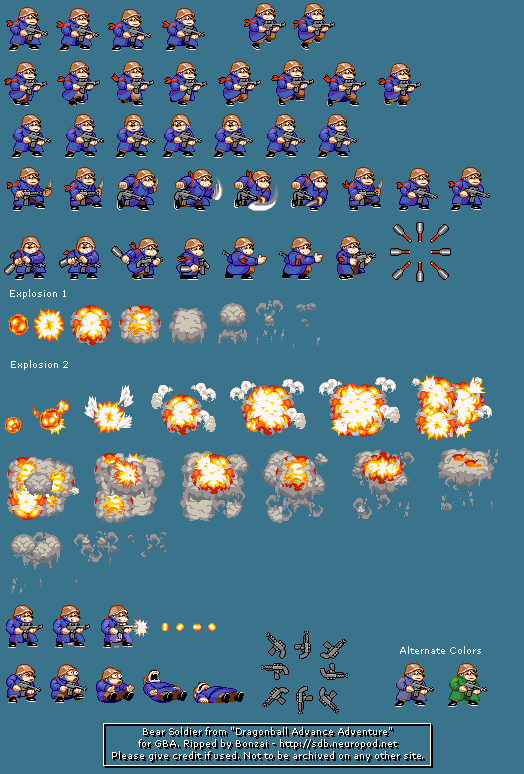 Explosion 1
Explosion 2
Alternate Colors
Bear Soldier from "Dragonball Advance Adventure"
for GBA. Ripped by Bonzai - http://sdb.neuropod.net
Please give credit if used. Not to be archived on any other site.